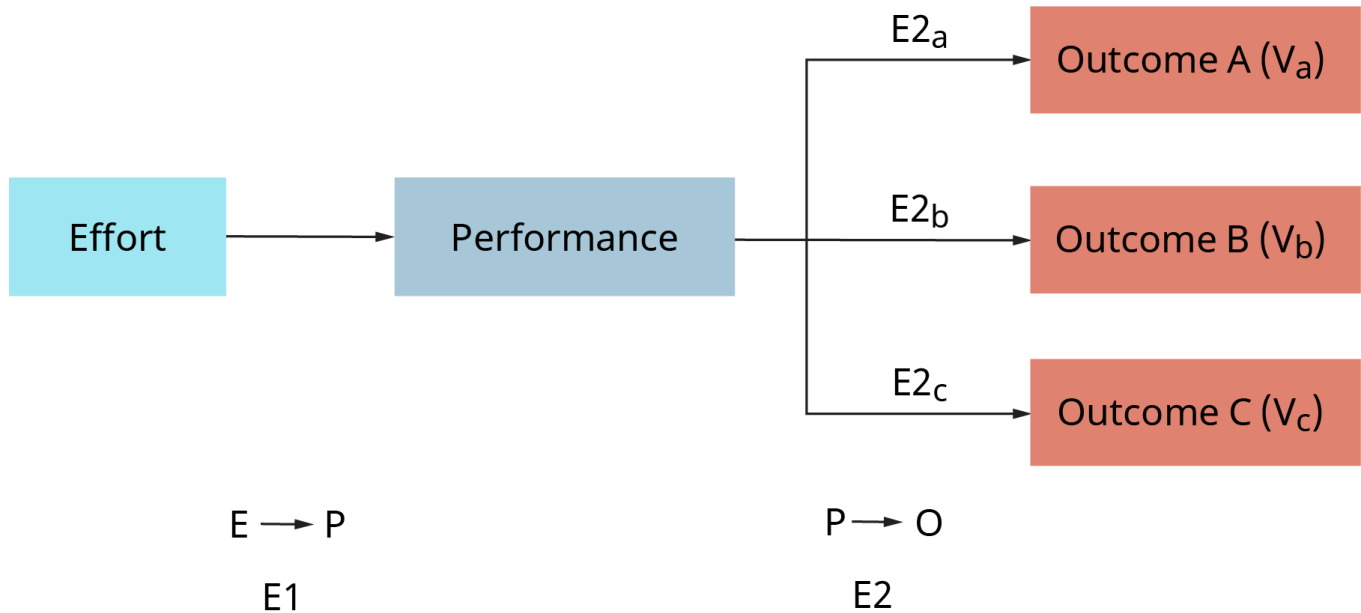 E2a
Outcome A (Va)
Effort
Performance
E2b
Outcome B (Vb)
E2c
Outcome C (Vc)
E → P
P → O
E1
E2